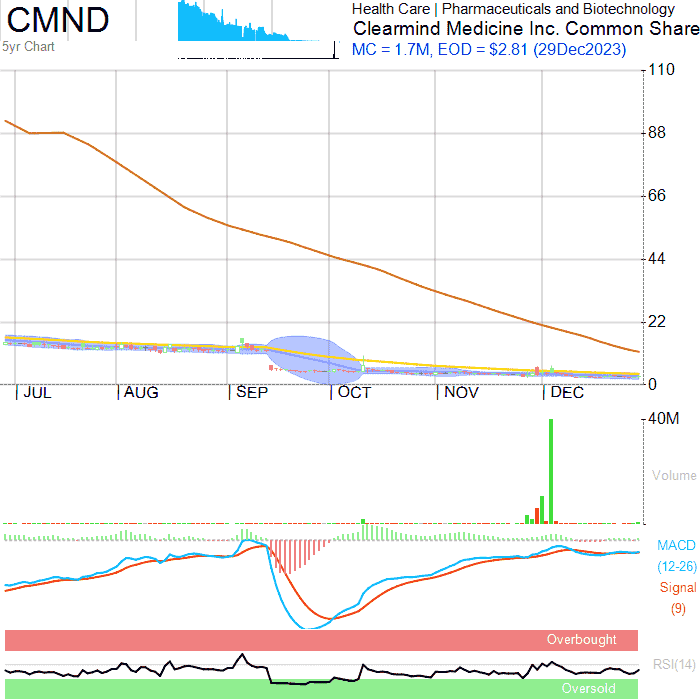 CMND
5yr Chart
Health Care | Pharmaceuticals and Biotechnology
Clearmind Medicine Inc. Common Share
MC = 1.7M, EOD = $2.81 (29Dec2023)
110
88
66
44
22
0
JUL AUG SEP OCT NOV DEC
40M
Volume
MACD
(12-26)
Signal
(9)
Overbought
RSI(14)
Oversold